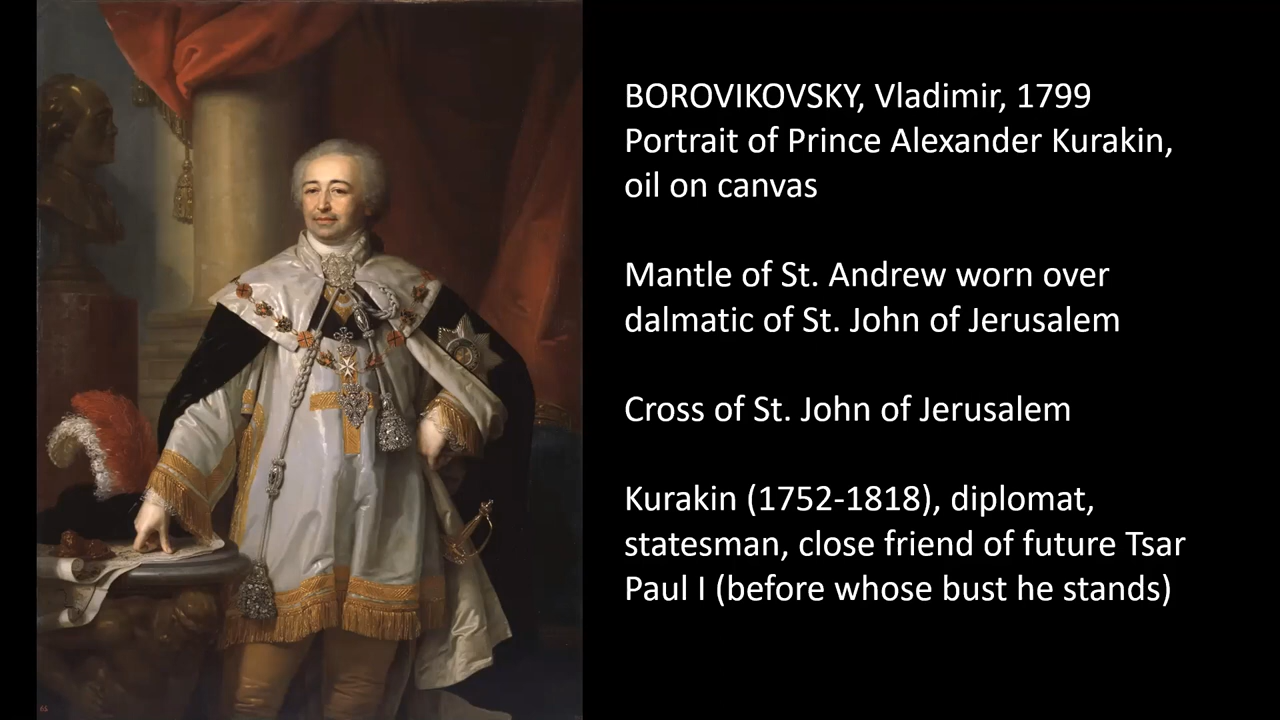 BOROVIKOVSKY, Vladimir, 1799
Portrait of Prince Alexander Kurakin,
oil on canvas
Mantle of St. Andrew worn over
dalmatic of St. John of Jerusalem
Cross of St. John of Jerusalem
Kurakin (1752-1818), diplomat,
statesman, close friend of future Tsar
Paul I (before whose bust he stands)